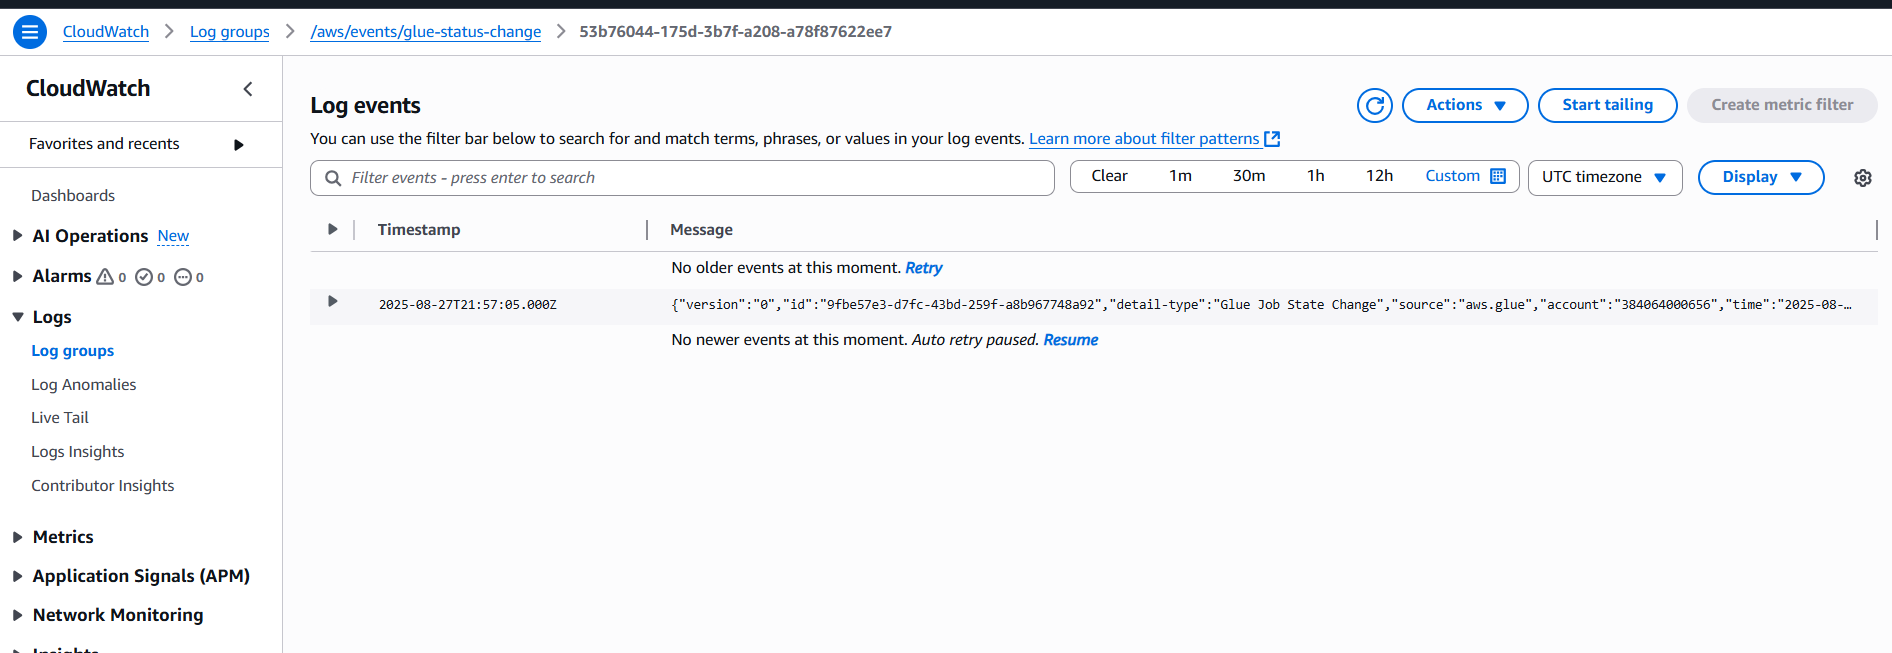 CloudWatch > Log groups > /aws/events/glue-status-change > 53b76044-175d-3b7f-a208-a78f87622ee7
CloudWatch
Favorites and recents
Dashboards
AI Operations New
Alarms 0 0 0
Logs
Log groups
Log Anomalies
Live Tail
Logs Insights
Contributor Insights
Metrics
Application Signals (APM)
Network Monitoring
Insights
Log events
Actions
Start tailing
Create metric filter
You can use the filter bar below to search for and match terms, phrases, or values in your log events. Learn more about filter patterns
Filter events - press enter to search
Clear 1m 30m 1h 12h Custom
UTC timezone
Display
Timestamp Message
No older events at this moment. Retry
2025-08-27T21:57:05.000Z {"version":"0","id":"9fbe57e3-d7fc-43bd-259f-a8b967748a92","detail-type":"Glue Job State Change","source":"aws.glue","account":"384064000656","time":"2025-08-…
No newer events at this moment. Auto retry paused. Resume